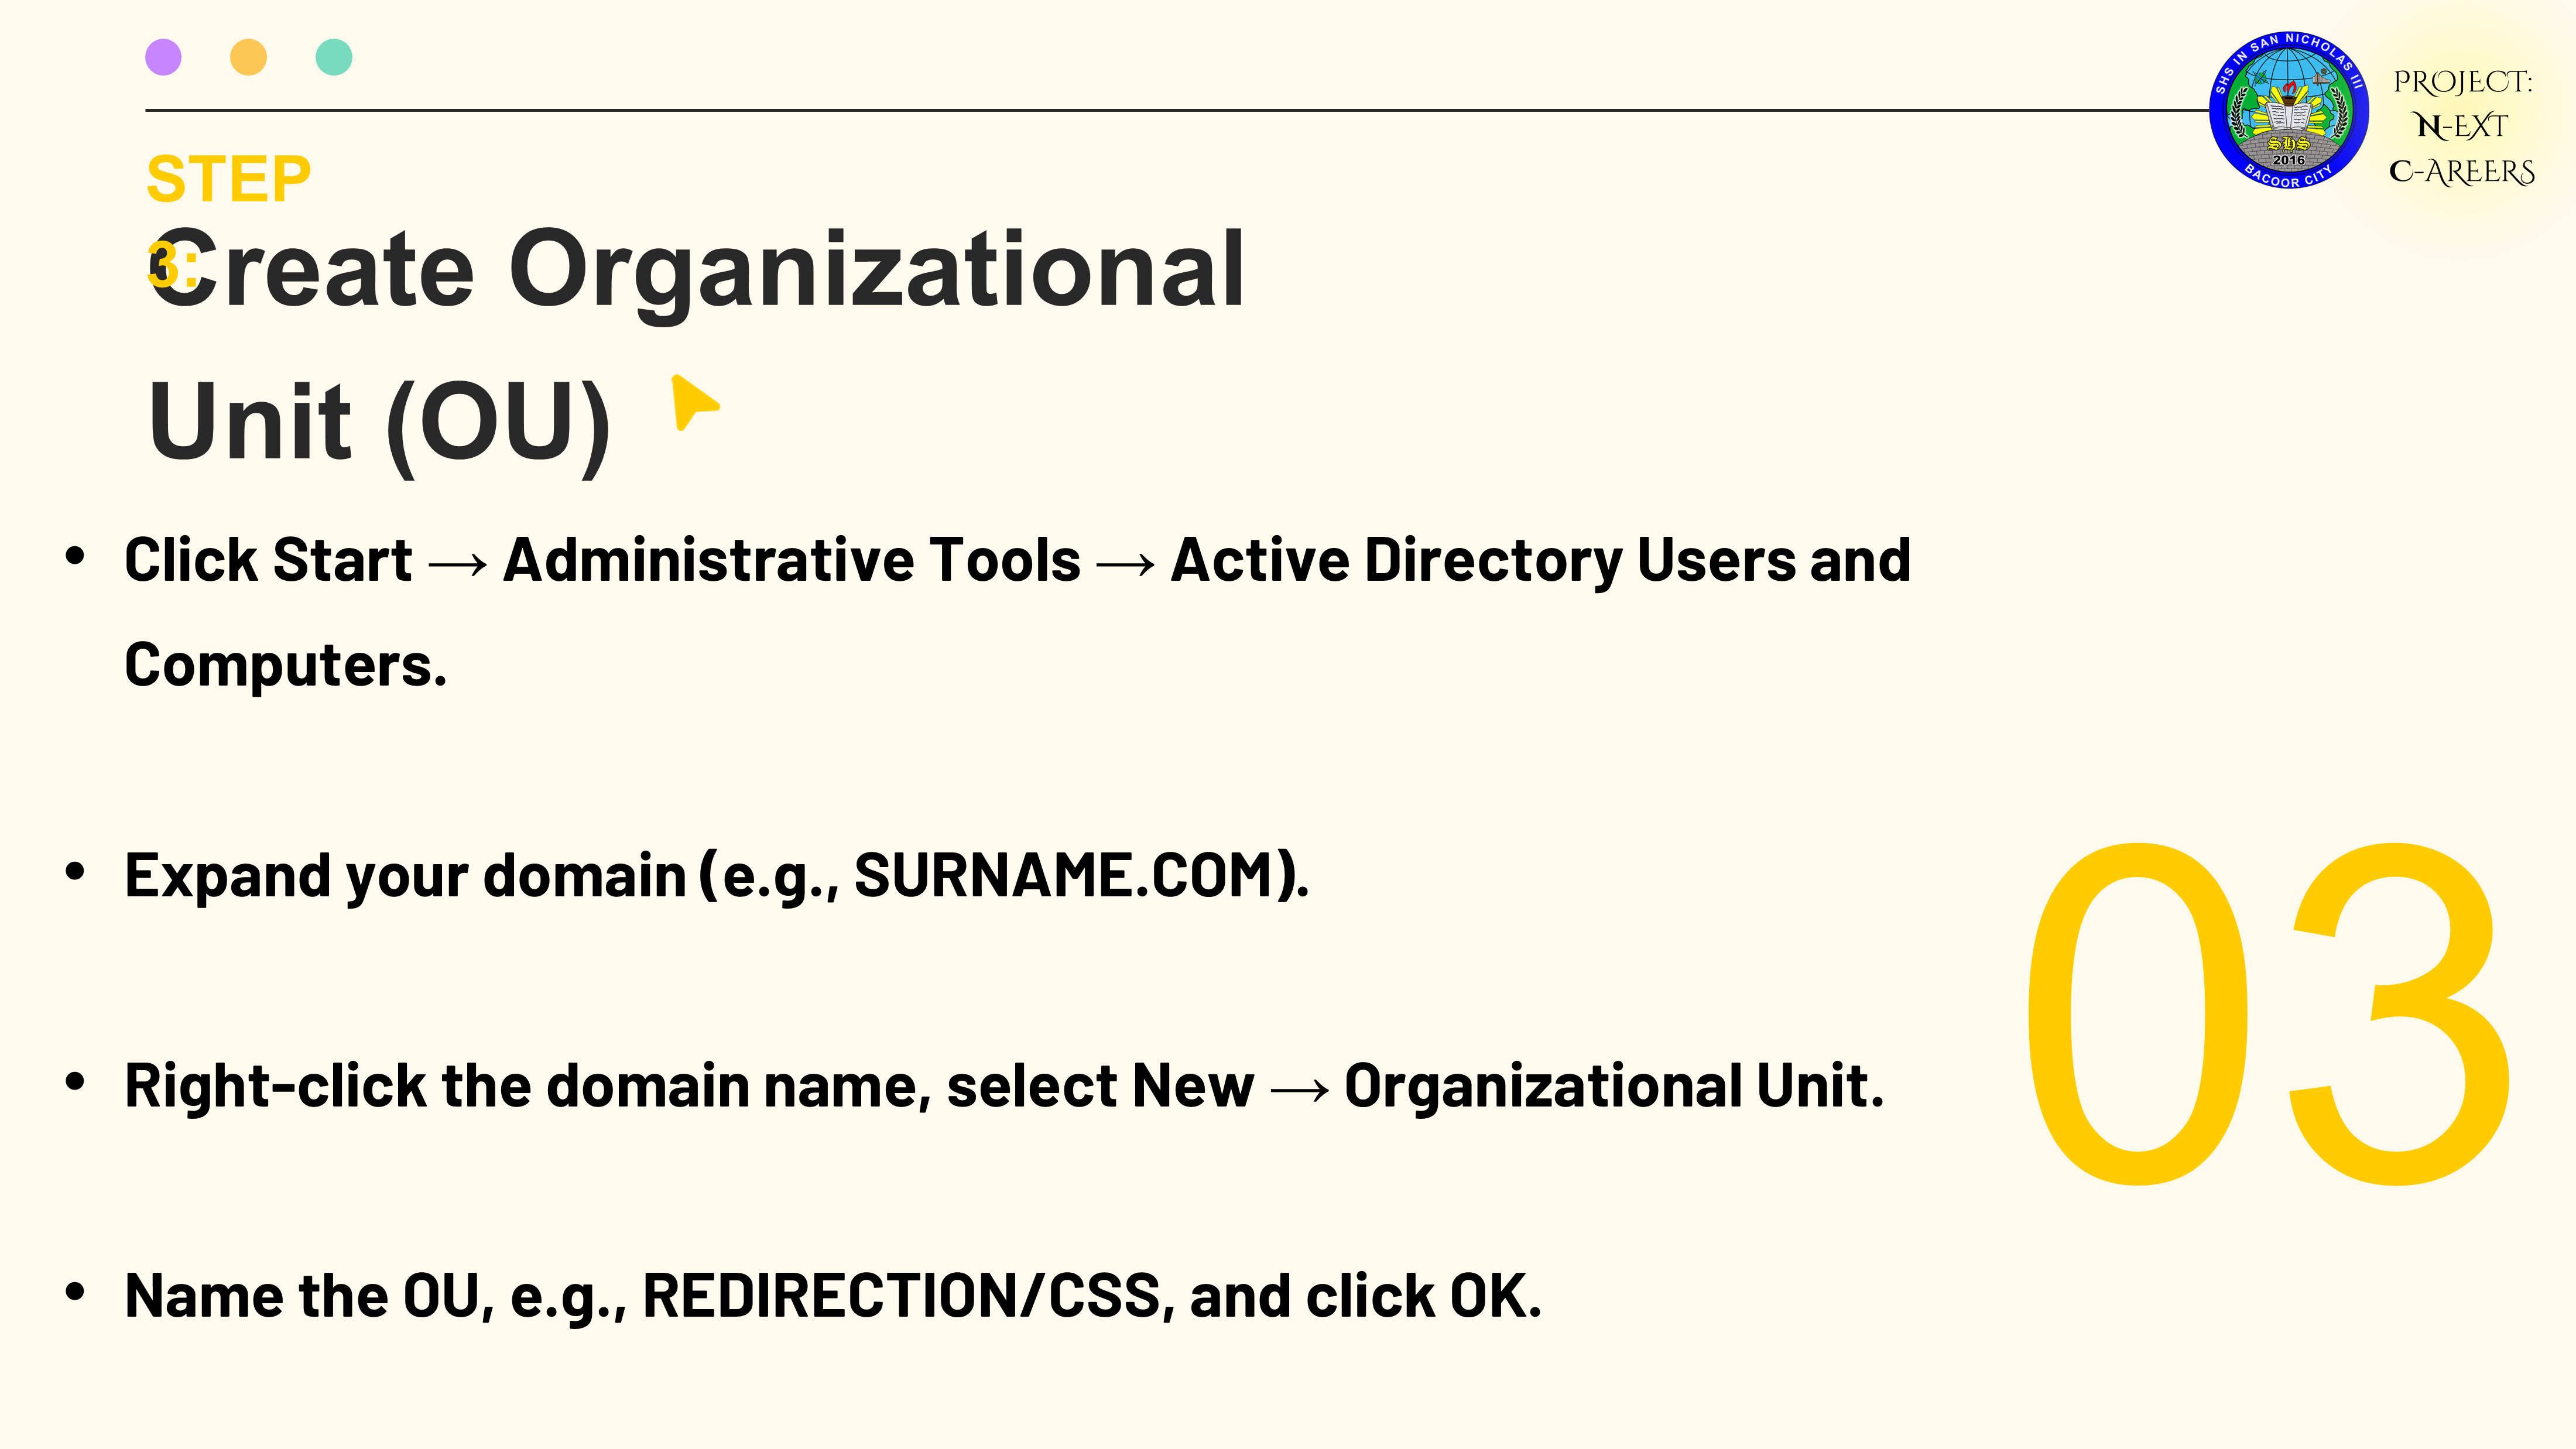 SHS IN SAN NICHOLAS III
SHS
2016
BACOOR CITY
PROJECT:
N-EXT
C-AREERS
STEP
3:
Create Organizational
Unit (OU)
• Click Start → Administrative Tools → Active Directory Users and
Computers.
• Expand your domain (e.g., SURNAME.COM).
• Right-click the domain name, select New → Organizational Unit.
• Name the OU, e.g., REDIRECTION/CSS, and click OK.
03